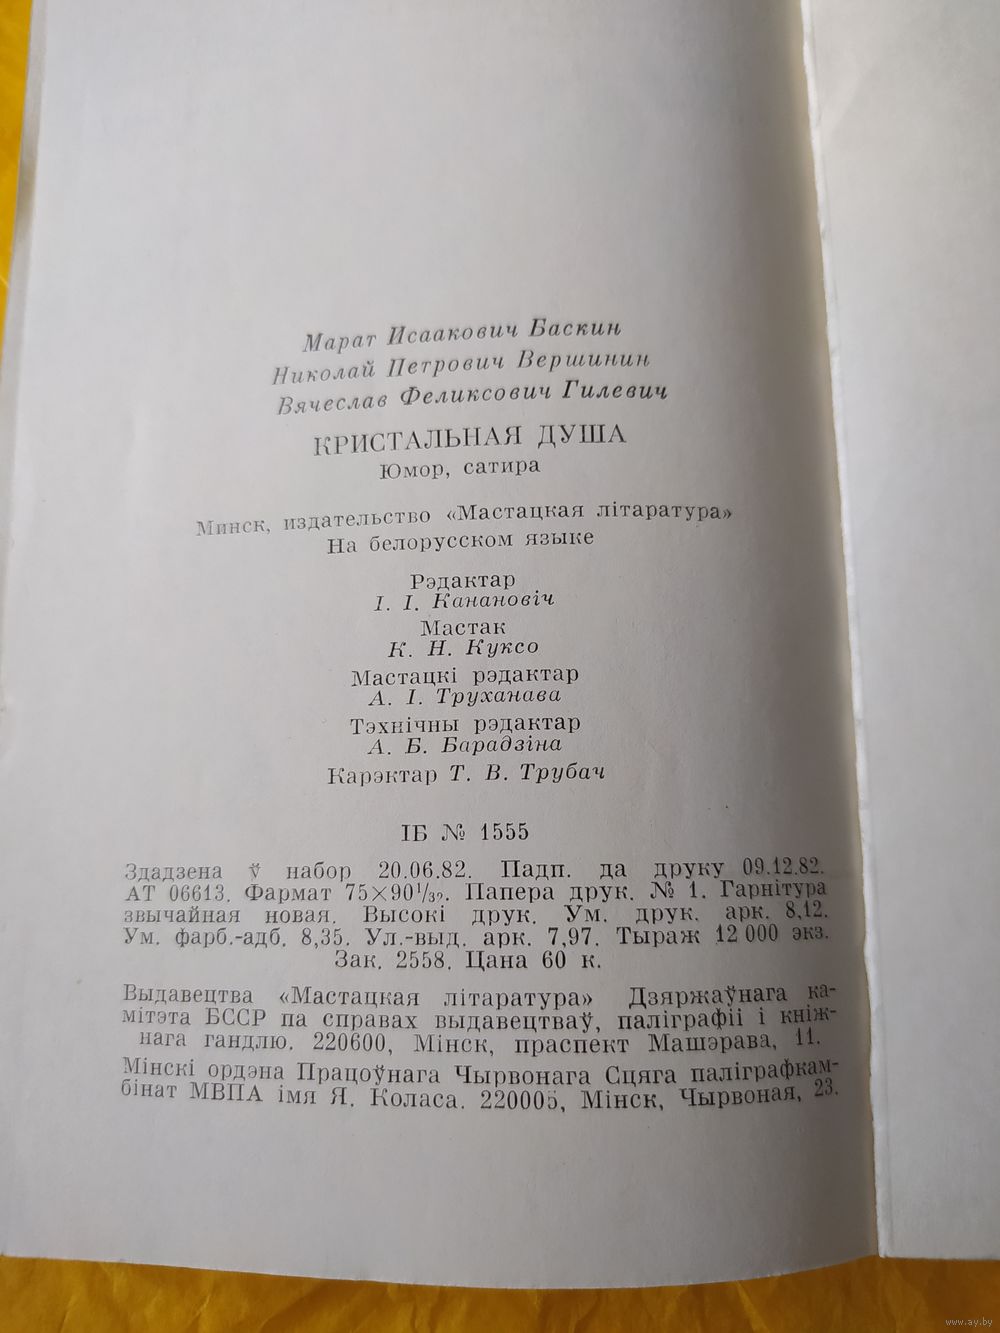 Марат Исаакович Баскин
Николай Петрович Вершинин
Вячеслав Феликсович Гилевич
КРИСТАЛЬНАЯ ДУША
Юмор, сатира
Минск, издательство «Мастацкая літаратура»
На белорусском языке
Рэдактар
І. І. Канановіч
Мастак
К. Н. Куксо
Мастацкі рэдактар
А. І. Труханава
Тэхнічны рэдактар
А. Б. Барадзіна
Карэктар Т. В. Трубач
ІБ № 1555
Здадзена ў набор 20.06.82. Падп. да друку 09.12.82.
АТ 06613. Фармат 75×90¹/₃₂. Папера друк. № 1. Гарнітура
звычайная новая. Высокі друк. Ум. друк. арк. 8,12.
Ум. фарб.-адб. 8,35. Ул.-выд. арк. 7,97. Тыраж 12 000 экз.
Зак. 2558. Цана 60 к.
Выдавецтва «Мастацкая літаратура» Дзяржаўнага ка-
мітэта БССР па справах выдавецтваў, паліграфіі і кніж-
нага гандлю. 220600, Мінск, праспект Машэрава, 11.
Мінскі ордэна Працоўнага Чырвонага Сцяга паліграфкам-
бінат МВПА імя Я. Коласа. 220005, Мінск, Чырвоная, 23.
www.ay.by